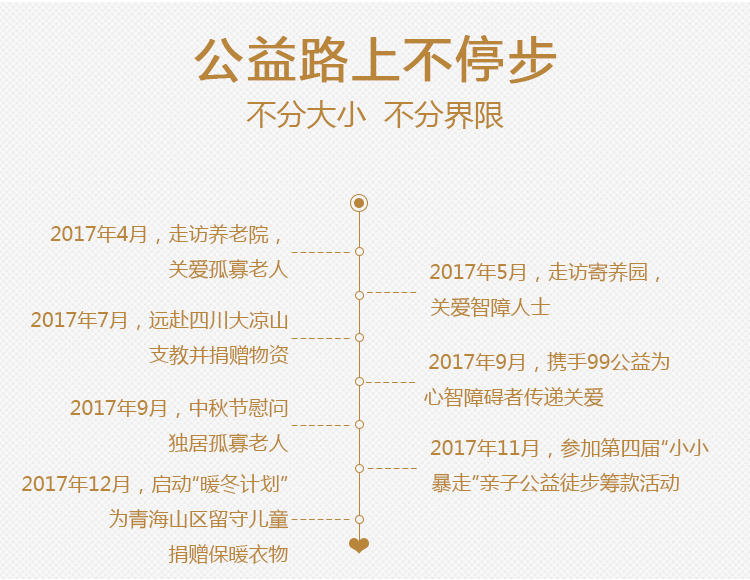 公益路上不停步
不分大小 不分界限
2017年4月，走访养老院，
关爱孤寡老人
2017年5月，走访寄养园，
关爱智障人士
2017年7月，远赴四川大凉山
支教并捐赠物资
2017年9月，携手99公益为
心智障碍者传递关爱
2017年9月，中秋节慰问
独居孤寡老人
2017年11月，参加第四届"小小
暴走"亲子公益徒步筹款活动
2017年12月，启动"暖冬计划"
为青海山区留守儿童
捐赠保暖衣物